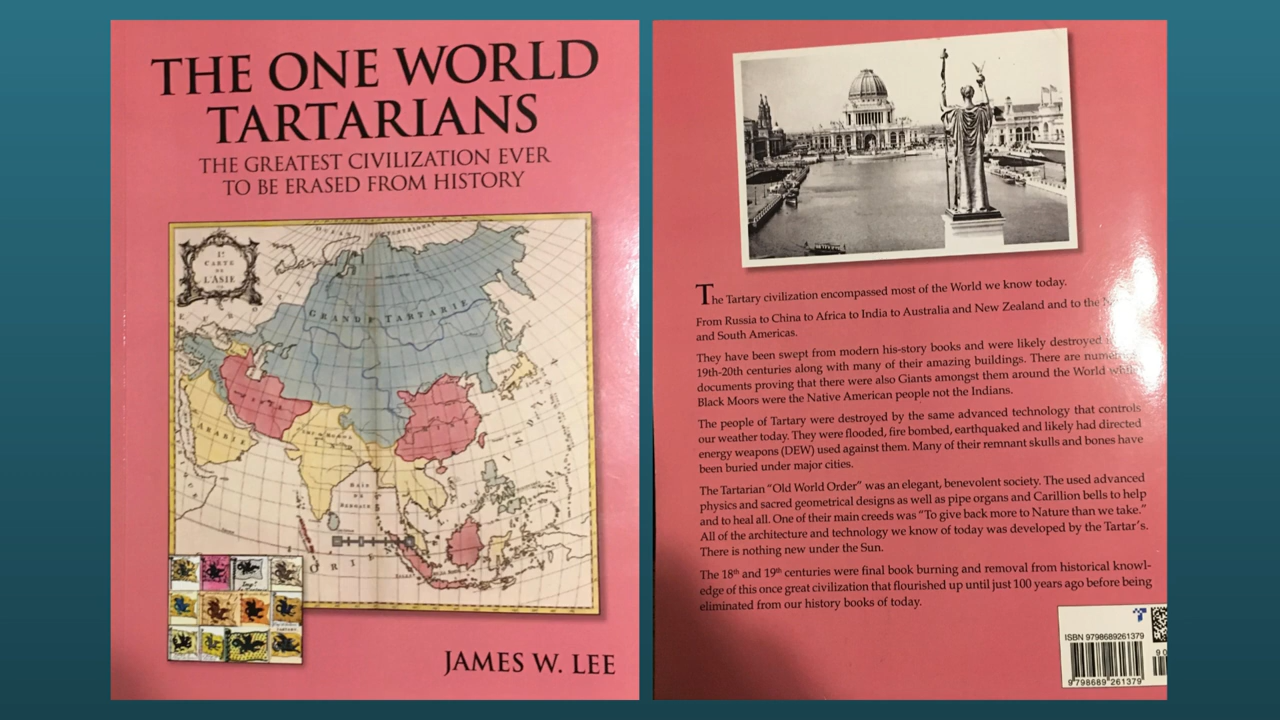 THE ONE WORLD
TARTARIANS
THE GREATEST CIVILIZATION EVER
TO BE ERASED FROM HISTORY
1e.
CARTE
DE
L'ASIE
EUROPE
GRANDE TARTARIE
ARABIE
JAMES W. LEE
The Tartary civilization encompassed most of the World we know today.
From Russia to China to Africa to India to Australia and New Zealand and to the
and South Americas.
They have been swept from modern his-story books and were likely destroyed
19th-20th centuries along with many of their amazing buildings. There are
documents proving that there were also Giants amongst them around the World while
Black Moors were the Native American people not the Indians.
The people of Tartary were destroyed by the same advanced technology that controls
our weather today. They were flooded, fire bombed, earthquaked and likely had directed
energy weapons (DEW) used against them. Many of their remnant skulls and bones have
been buried under major cities.
The Tartarian “Old World Order” was an elegant, benevolent society. The used advanced
physics and sacred geometrical designs as well as pipe organs and Carillion bells to help
and to heal all. One of their main creeds was “To give back more to Nature than we take.”
All of the architecture and technology we know of today was developed by the Tartar’s.
There is nothing new under the Sun.
The 18th and 19th centuries were final book burning and removal from historical knowl-
edge of this once great civilization that flourished up until just 100 years ago before being
eliminated from our history books of today.
ISBN 9798689261379
9 0
9 798689 261379